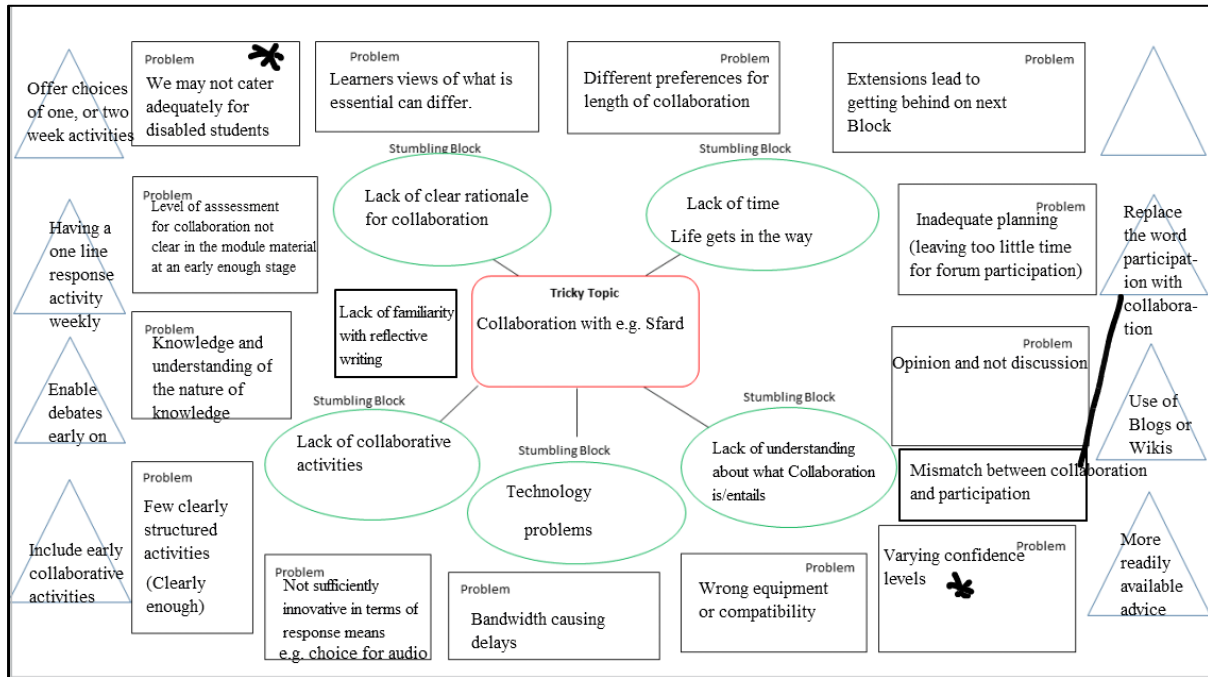 Offer choices
of one, or two
week activities
Problem
We may not cater
adequately for
disabled students
Problem
Learners views of what is
essential can differ.
Problem
Different preferences for
length of collaboration
Problem
Extensions lead to
getting behind on next
Block
Stumbling Block
Lack of clear rationale
for collaboration
Stumbling Block
Lack of time
Life gets in the way
Having a
one line
response
activity
weekly
Problem
Level of asssessment
for collaboration not
clear in the module material
at an early enough stage
Problem
Inadequate planning
(leaving too little time
for forum participation)
Replace
the word
participat-
ion with
collabora-
tion
Tricky Topic
Collaboration with e.g. Sfard
Lack of familiarity
with reflective
writing
Enable
debates
early on
Problem
Knowledge and
understanding of
the nature of
knowledge
Problem
Opinion and not discussion
Use of
Blogs or
Wikis
Stumbling Block
Lack of collaborative
activities
Stumbling Block
Technology
problems
Stumbling Block
Lack of understanding
about what Collaboration
is/entails
Mismatch between collaboration
and participation
Include early
collaborative
activities
Problem
Few clearly
structured
activities
(Clearly
enough)
Problem
Not sufficiently
innovative in terms of
response means
e.g. choice for audio
Problem
Bandwidth causing
delays
Problem
Wrong equipment
or compatibility
Problem
Varying confidence
levels
More
readily
available
advice